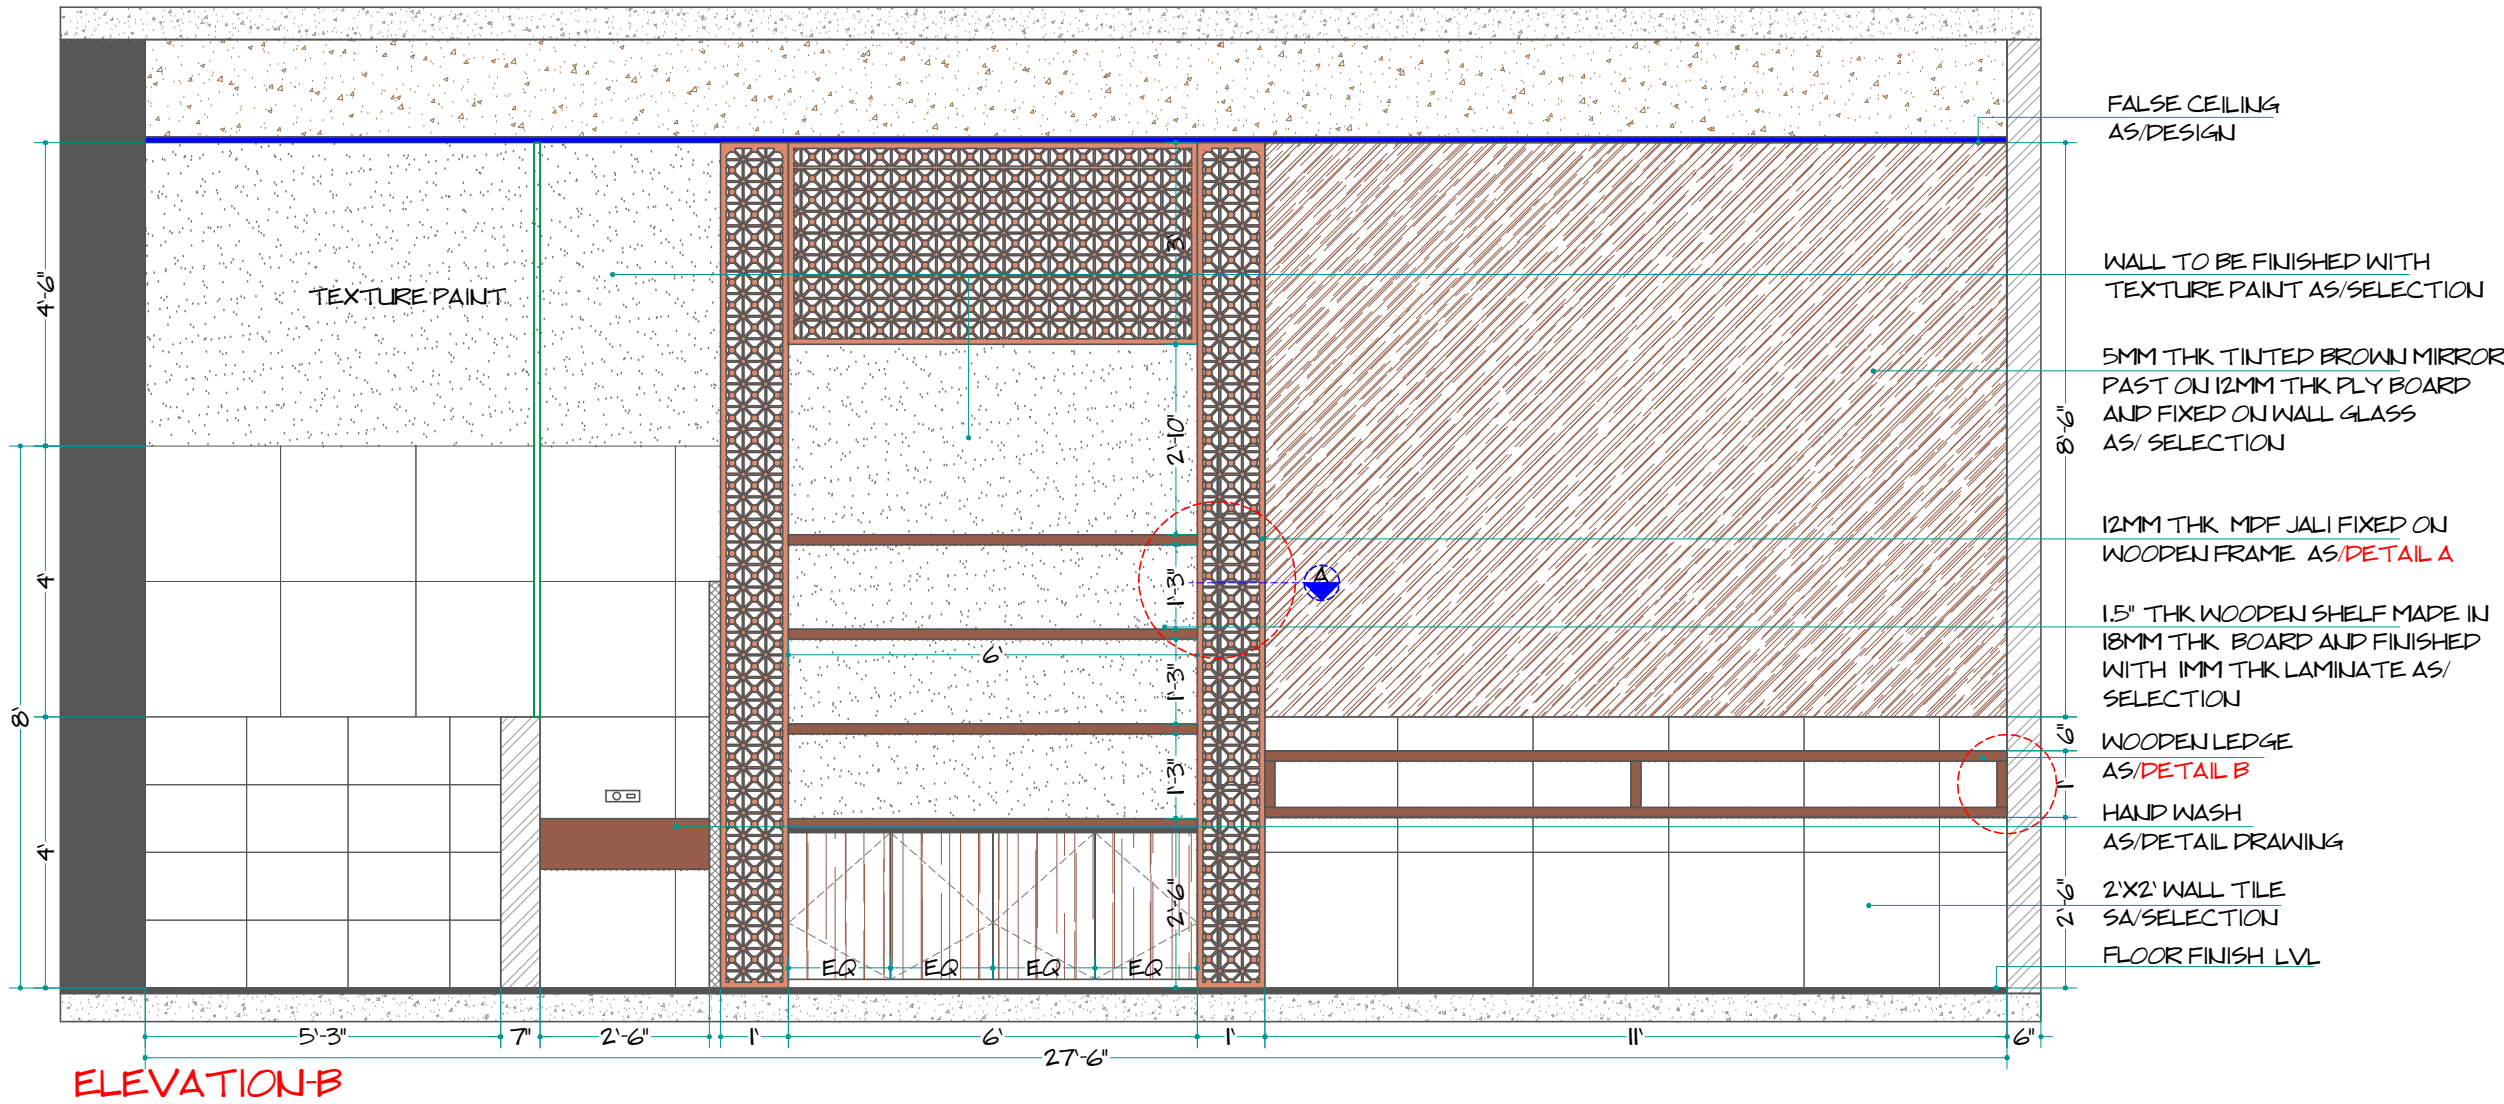 FALSE CEILING
AS/DESIGN
WALL TO BE FINISHED WITH
TEXTURE PAINT AS/SELECTION
5MM THK TINTED BROWN MIRROR
PAST ON 12MM THK PLY BOARD
AND FIXED ON WALL GLASS
AS/ SELECTION
12MM THK MDF JALI FIXED ON
WOODEN FRAME AS/DETAIL A
1.5" THK WOODEN SHELF MADE IN
18MM THK BOARD AND FINISHED
WITH 1MM THK LAMINATE AS/
SELECTION
WOODEN LEDGE
AS/DETAIL B
HAND WASH
AS/DETAIL DRAWING
2'X2' WALL TILE
SA/SELECTION
FLOOR FINISH LVL
TEXTURE PAINT
4'-6"
4'
8'
4'
3'
2'-10"
1'-3"
6'
1'-3"
1'-3"
2'-6"
A
8'-6"
6"
1'
2'-6"
EQ EQ EQ EQ
5'-3" 7" 2'-6" 1' 6' 1' 11' 6"
27'-6"
ELEVATION-B